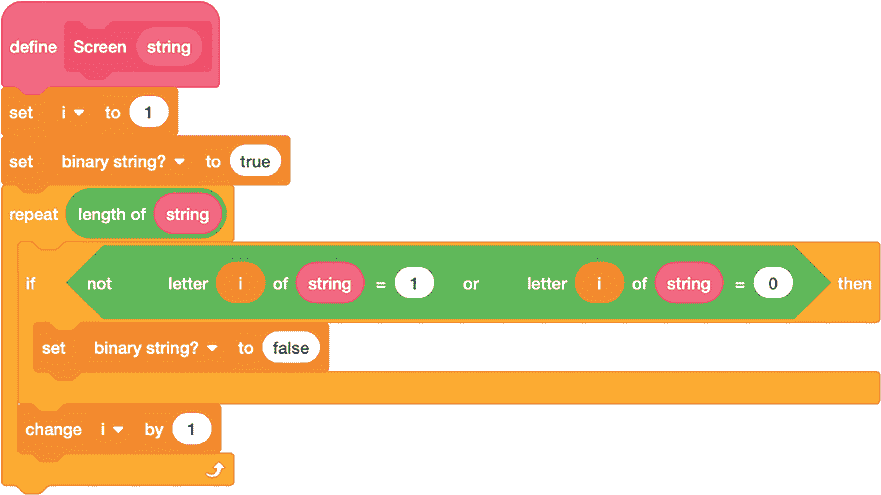 define Screen string
set i to 1
set binary string? to true
repeat length of string
if not letter i of string = 1 or letter i of string = 0 then
set binary string? to false
change i by 1